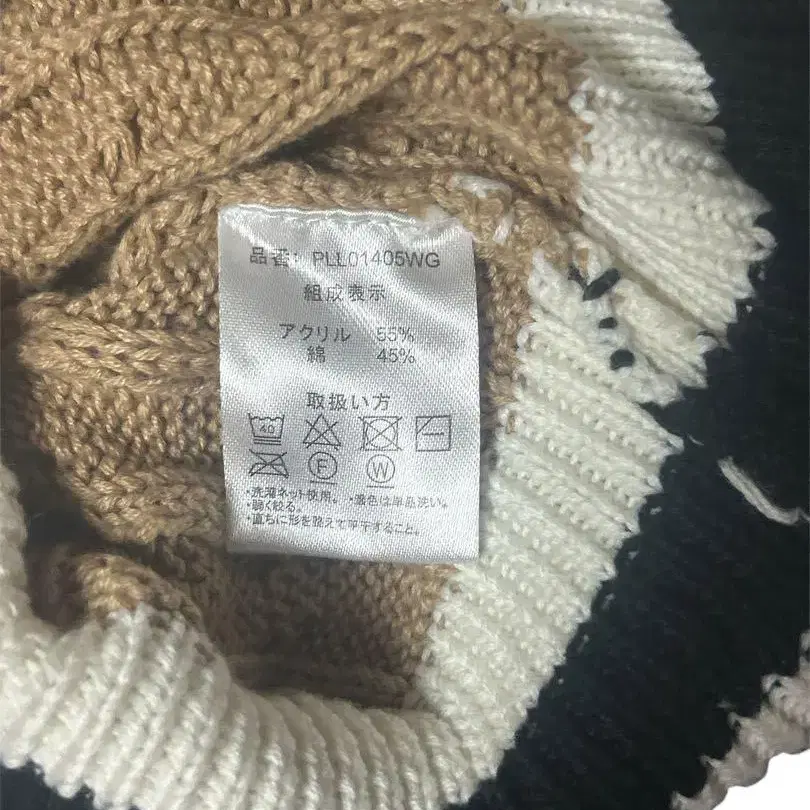 品番: PLL01405WG
組成表示
アクリル 55%
綿 45%
取扱い方
40
F W
・洗濯ネット使用。・濃色は単品洗い。
・弱く絞る。
・直ちに形を整えて平干すること。